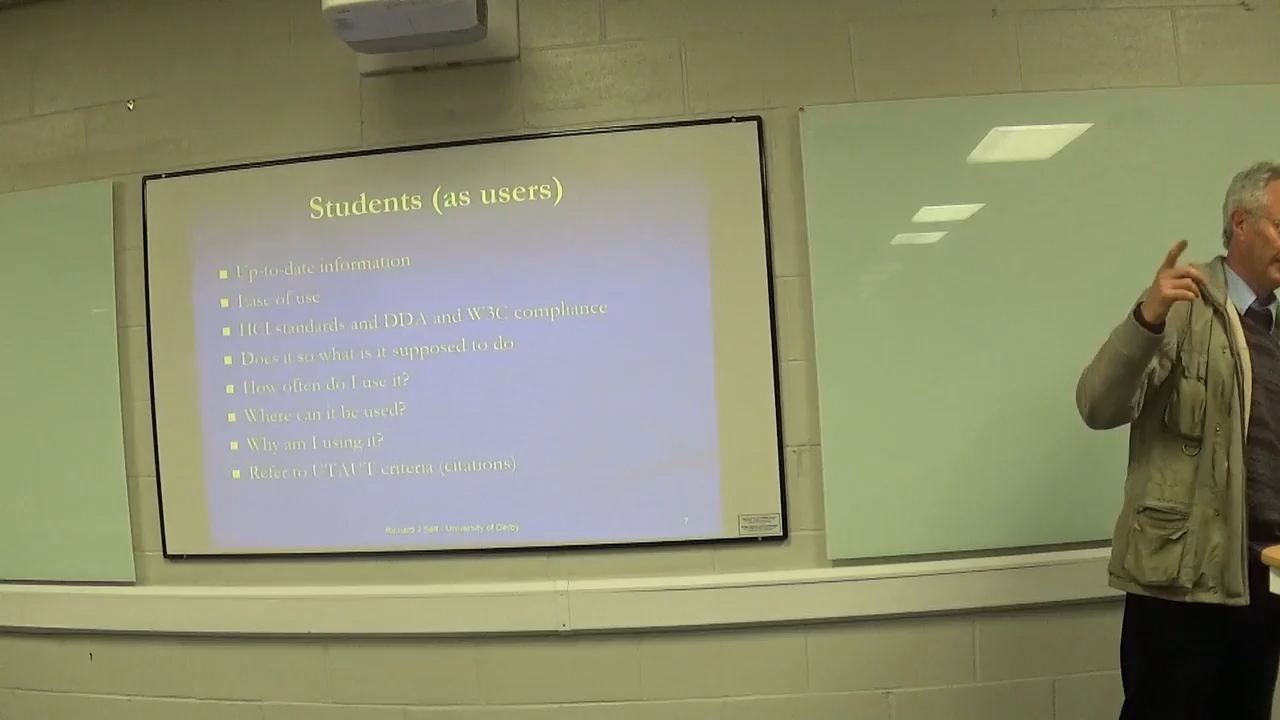 Students (as users)
Up-to-date information
Ease of use
HCI standards and DDA and W3C compliance
Does it so what is it supposed to do
How often do I use it?
Where can it be used?
Why am I using it?
Refer to UTAUT criteria (citations)
Richard J Self - University of Derby
7